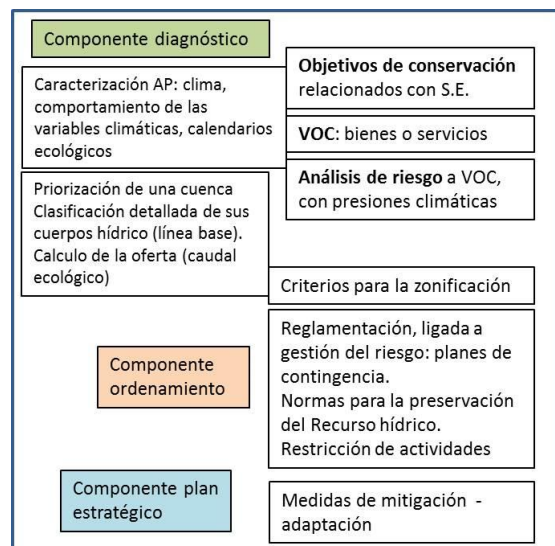 Componente diagnóstico
Caracterización AP: clima,
comportamiento de las
variables climáticas, calendarios
ecológicos
Objetivos de conservación
relacionados con S.E.
VOC: bienes o servicios
Análisis de riesgo a VOC,
con presiones climáticas
Priorización de una cuenca
Clasificación detallada de sus
cuerpos hídrico (línea base).
Calculo de la oferta (caudal
ecológico)
Criterios para la zonificación
Componente
ordenamiento
Reglamentación, ligada a
gestión del riesgo: planes de
contingencia.
Normas para la preservación
del Recurso hídrico.
Restricción de actividades
Componente plan
estratégico
Medidas de mitigación -
adaptación